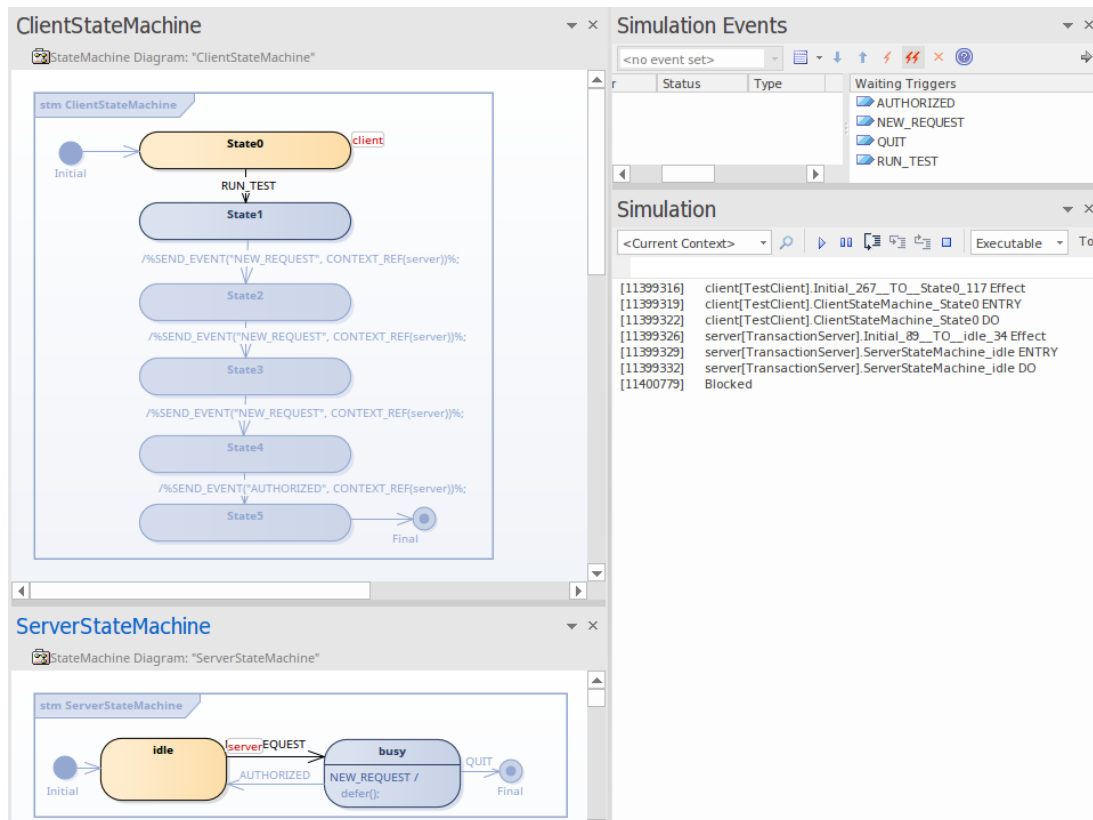 ClientStateMachine
StateMachine Diagram: "ClientStateMachine"
stm ClientStateMachine
Initial
State0
client
RUN_TEST
State1
/%SEND_EVENT("NEW_REQUEST", CONTEXT_REF(server))%;
State2
/%SEND_EVENT("NEW_REQUEST", CONTEXT_REF(server))%;
State3
/%SEND_EVENT("NEW_REQUEST", CONTEXT_REF(server))%;
State4
/%SEND_EVENT("AUTHORIZED", CONTEXT_REF(server))%;
State5
Final
ServerStateMachine
StateMachine Diagram: "ServerStateMachine"
stm ServerStateMachine
Initial
idle
server
EQUEST
AUTHORIZED
busy
NEW_REQUEST /
defer();
QUIT
Final
Simulation Events
<no event set>
r Status Type
Waiting Triggers
AUTHORIZED
NEW_REQUEST
QUIT
RUN_TEST
Simulation
<Current Context> Executable To
[11399316] client[TestClient].Initial_267__TO__State0_117 Effect
[11399319] client[TestClient].ClientStateMachine_State0 ENTRY
[11399322] client[TestClient].ClientStateMachine_State0 DO
[11399326] server[TransactionServer].Initial_89__TO__idle_34 Effect
[11399329] server[TransactionServer].ServerStateMachine_idle ENTRY
[11399332] server[TransactionServer].ServerStateMachine_idle DO
[11400779] Blocked